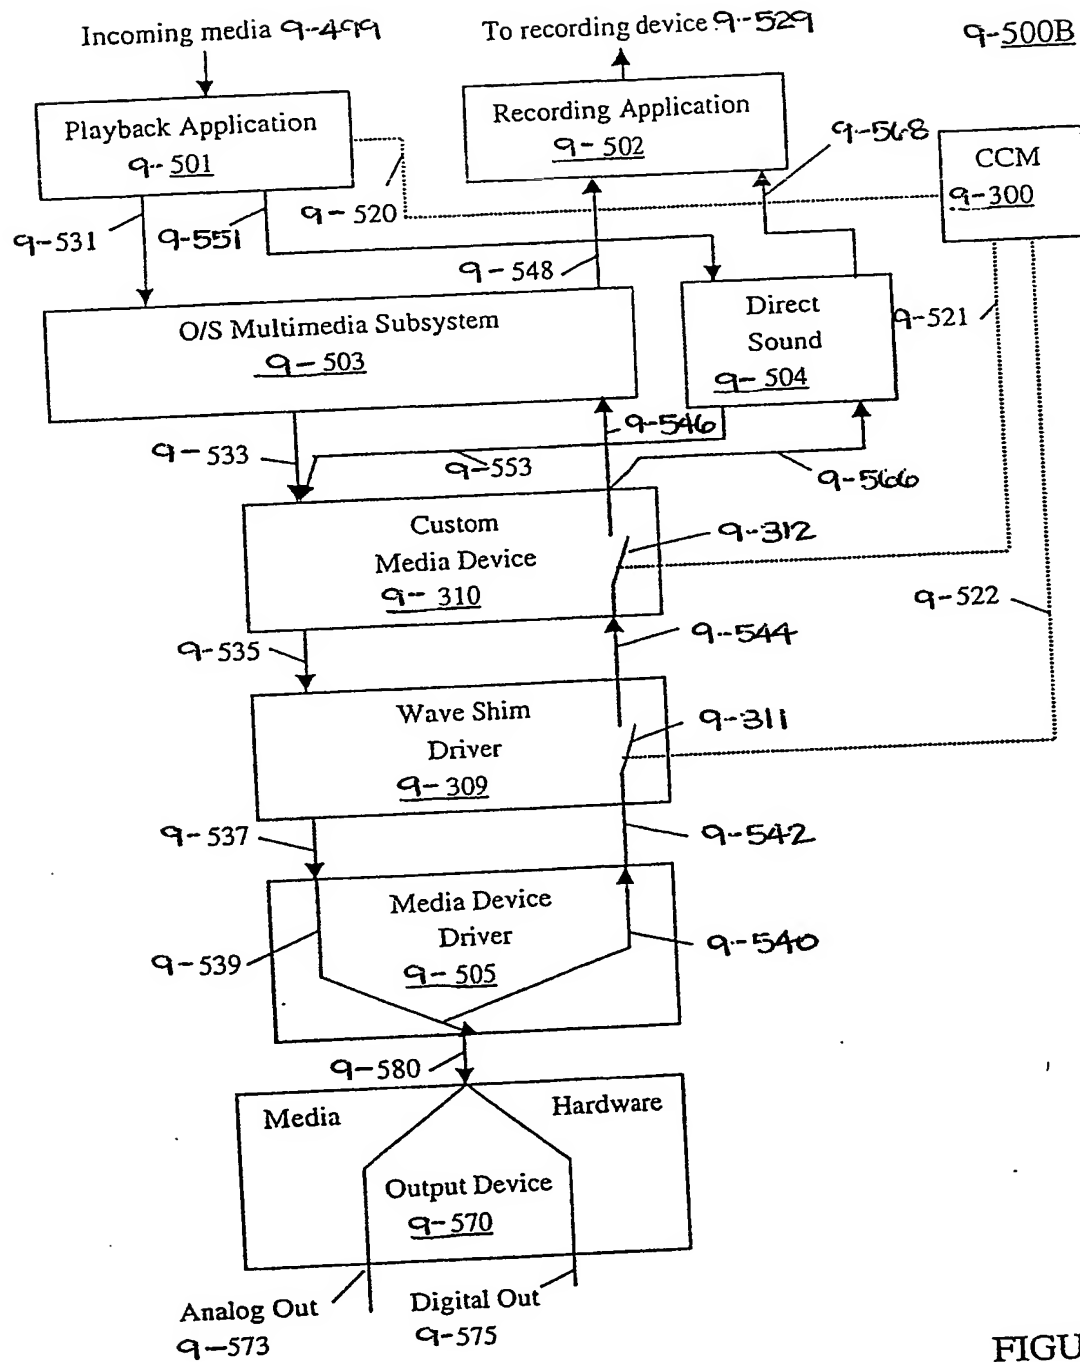 Incoming media 9-499
To recording device 9-529
9-500B
Playback Application
9-501
Recording Application
9-502
9-568
CCM
9-300
9-520
9-531
9-551
9-548
O/S Multimedia Subsystem
9-503
Direct
Sound
9-504
9-521
9-546
9-533
9-553
9-566
Custom
Media Device
9-310
9-312
9-522
9-535
9-544
Wave Shim
Driver
9-309
9-311
9-537
9-542
Media Device
Driver
9-505
9-539
9-540
9-580
Media
Hardware
Output Device
9-570
Analog Out
9-573
Digital Out
9-575
FIGU